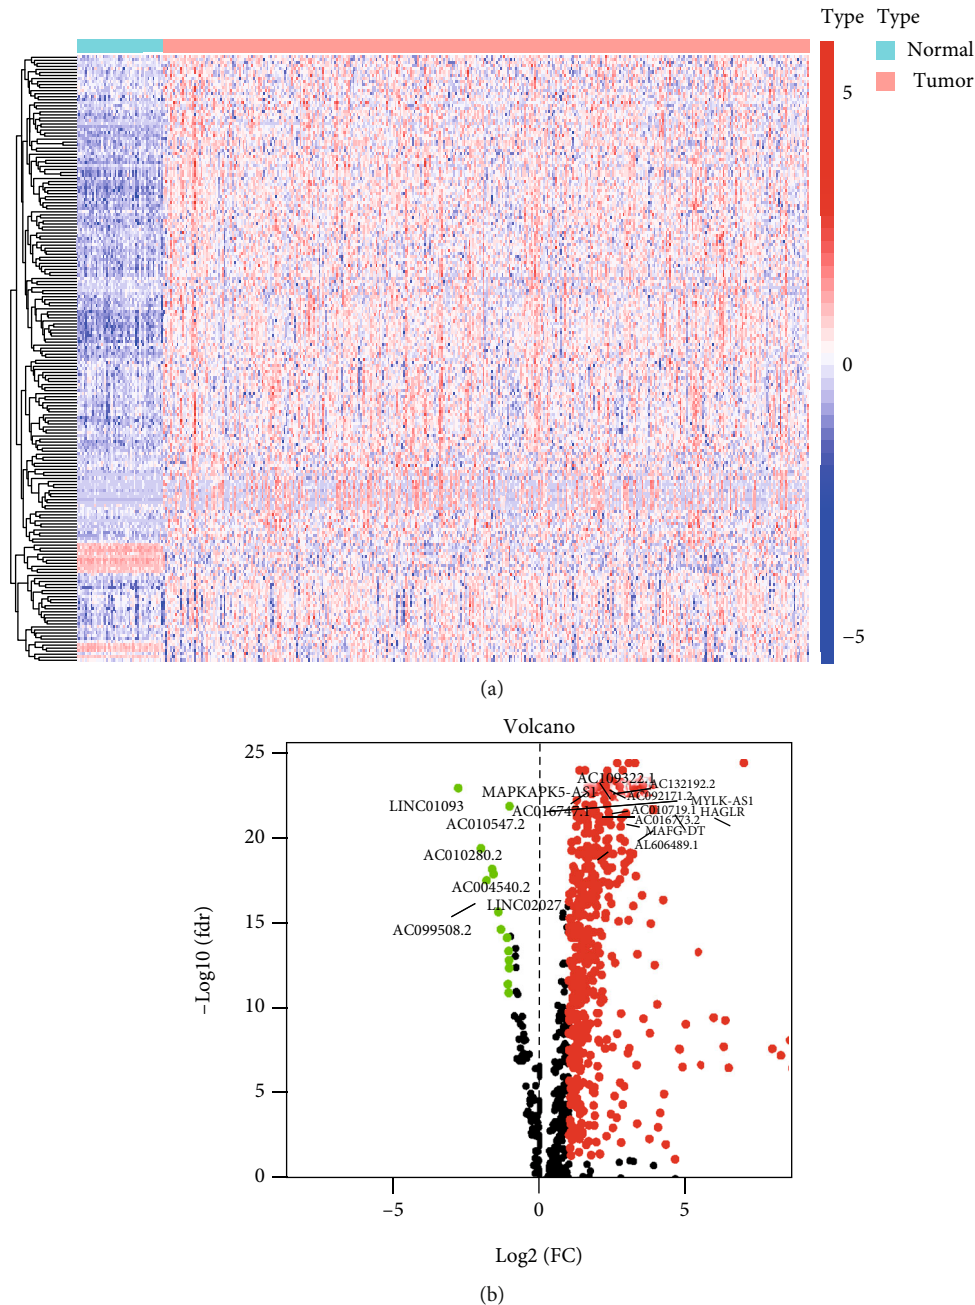 Type Type
Normal
Tumor
5
0
−5
(a)
Volcano
25
20
15
10
5
0
−Log10 (fdr)
AC109322.1
AC132192.2
MAPKAPK5-AS1
AC092171.2
MYLK-AS1
LINC01093
AC016747.1
AC010719.1
HAGLR
AC010547.2
AC016773.2
MAFG-DT
AL606489.1
AC010280.2
AC004540.2
LINC02027
AC099508.2
−5
0
5
Log2 (FC)
(b)